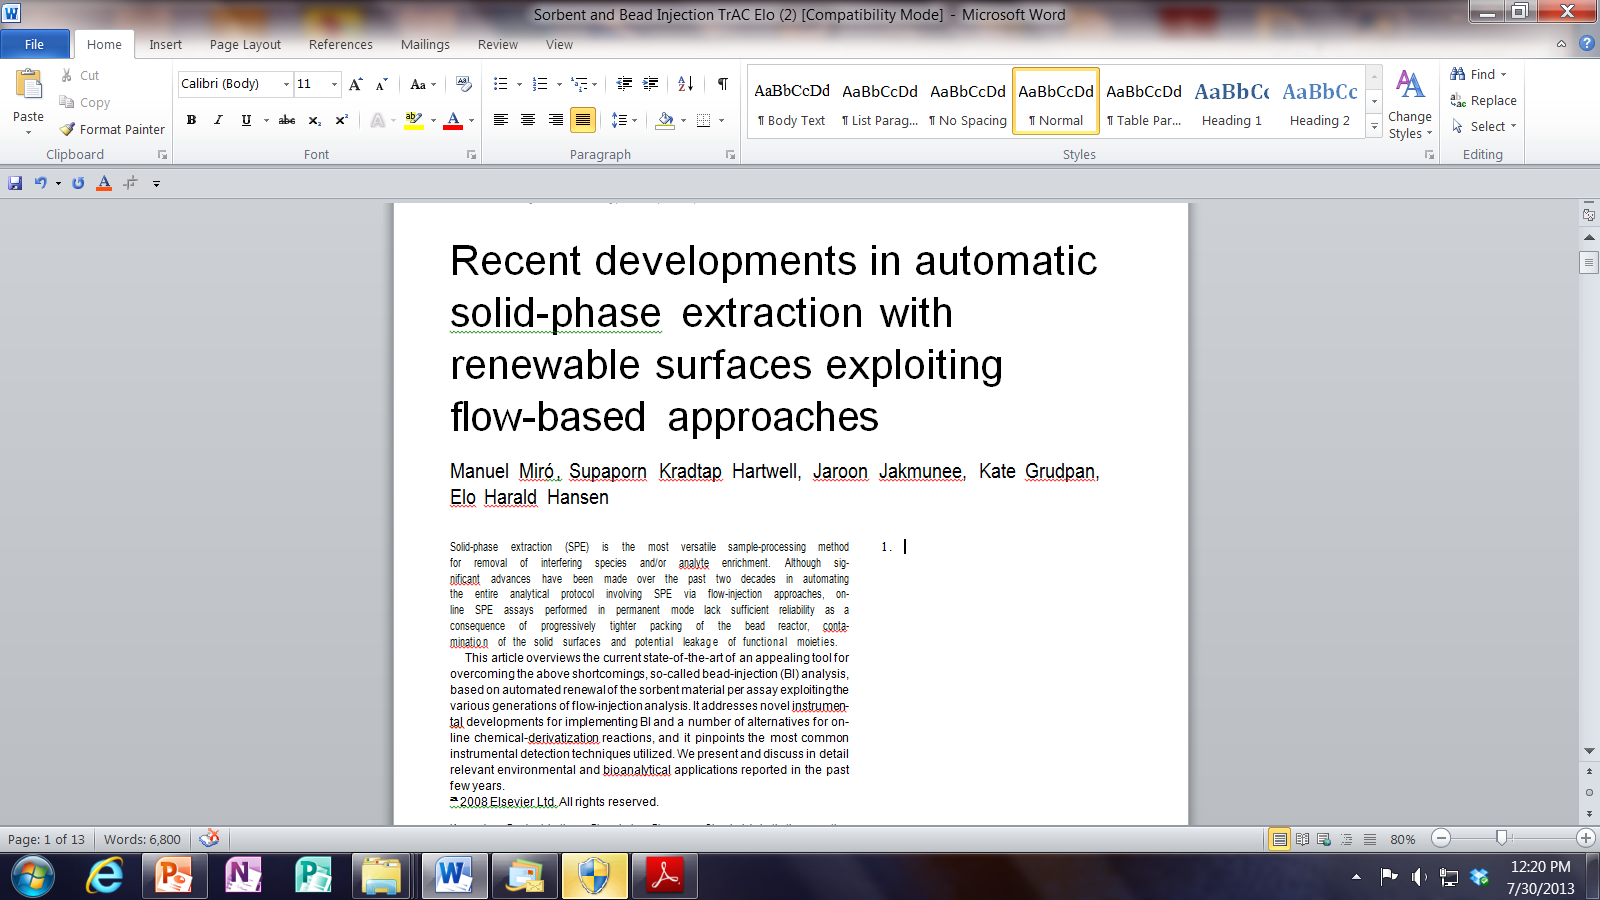 Sorbent and Bead Injection TrAC Elo (2) [Compatibility Mode] - Microsoft Word
File Home Insert Page Layout References Mailings Review View
Paste
Cut
Copy
Format Painter
Clipboard
Calibri (Body) 11
Font
Paragraph
AaBbCcDd AaBbCcDd AaBbCcDd AaBbCcDd AaBbCcDd AaBbCc AaBbCc
¶ Body Text ¶ List Parag... ¶ No Spacing ¶ Normal ¶ Table Par... Heading 1 Heading 2
Styles
Change Styles
Find
Replace
Select
Editing
Recent developments in automatic
solid-phase extraction with
renewable surfaces exploiting
flow-based approaches
Manuel Miró, Supaporn Kradtap Hartwell, Jaroon Jakmunee, Kate Grudpan,
Elo Harald Hansen
Solid-phase extraction (SPE) is the most versatile sample-processing method
for removal of interfering species and/or analyte enrichment. Although sig-
nificant advances have been made over the past two decades in automating
the entire analytical protocol involving SPE via flow-injection approaches, on-
line SPE assays performed in permanent mode lack sufficient reliability as a
consequence of progressively tighter packing of the bead reactor, conta-
mination of the solid surfaces and potential leakage of functional moieties.
This article overviews the current state-of-the-art of an appealing tool for
overcoming the above shortcomings, so-called bead-injection (BI) analysis,
based on automated renewal of the sorbent material per assay exploiting the
various generations of flow-injection analysis. It addresses novel instrumen-
tal developments for implementing BI and a number of alternatives for on-
line chemical-derivatization reactions, and it pinpoints the most common
instrumental detection techniques utilized. We present and discuss in detail
relevant environmental and bioanalytical applications reported in the past
few years.
2008 Elsevier Ltd. All rights reserved.
1.
Page: 1 of 13 Words: 6,800
80%
12:20 PM
7/30/2013